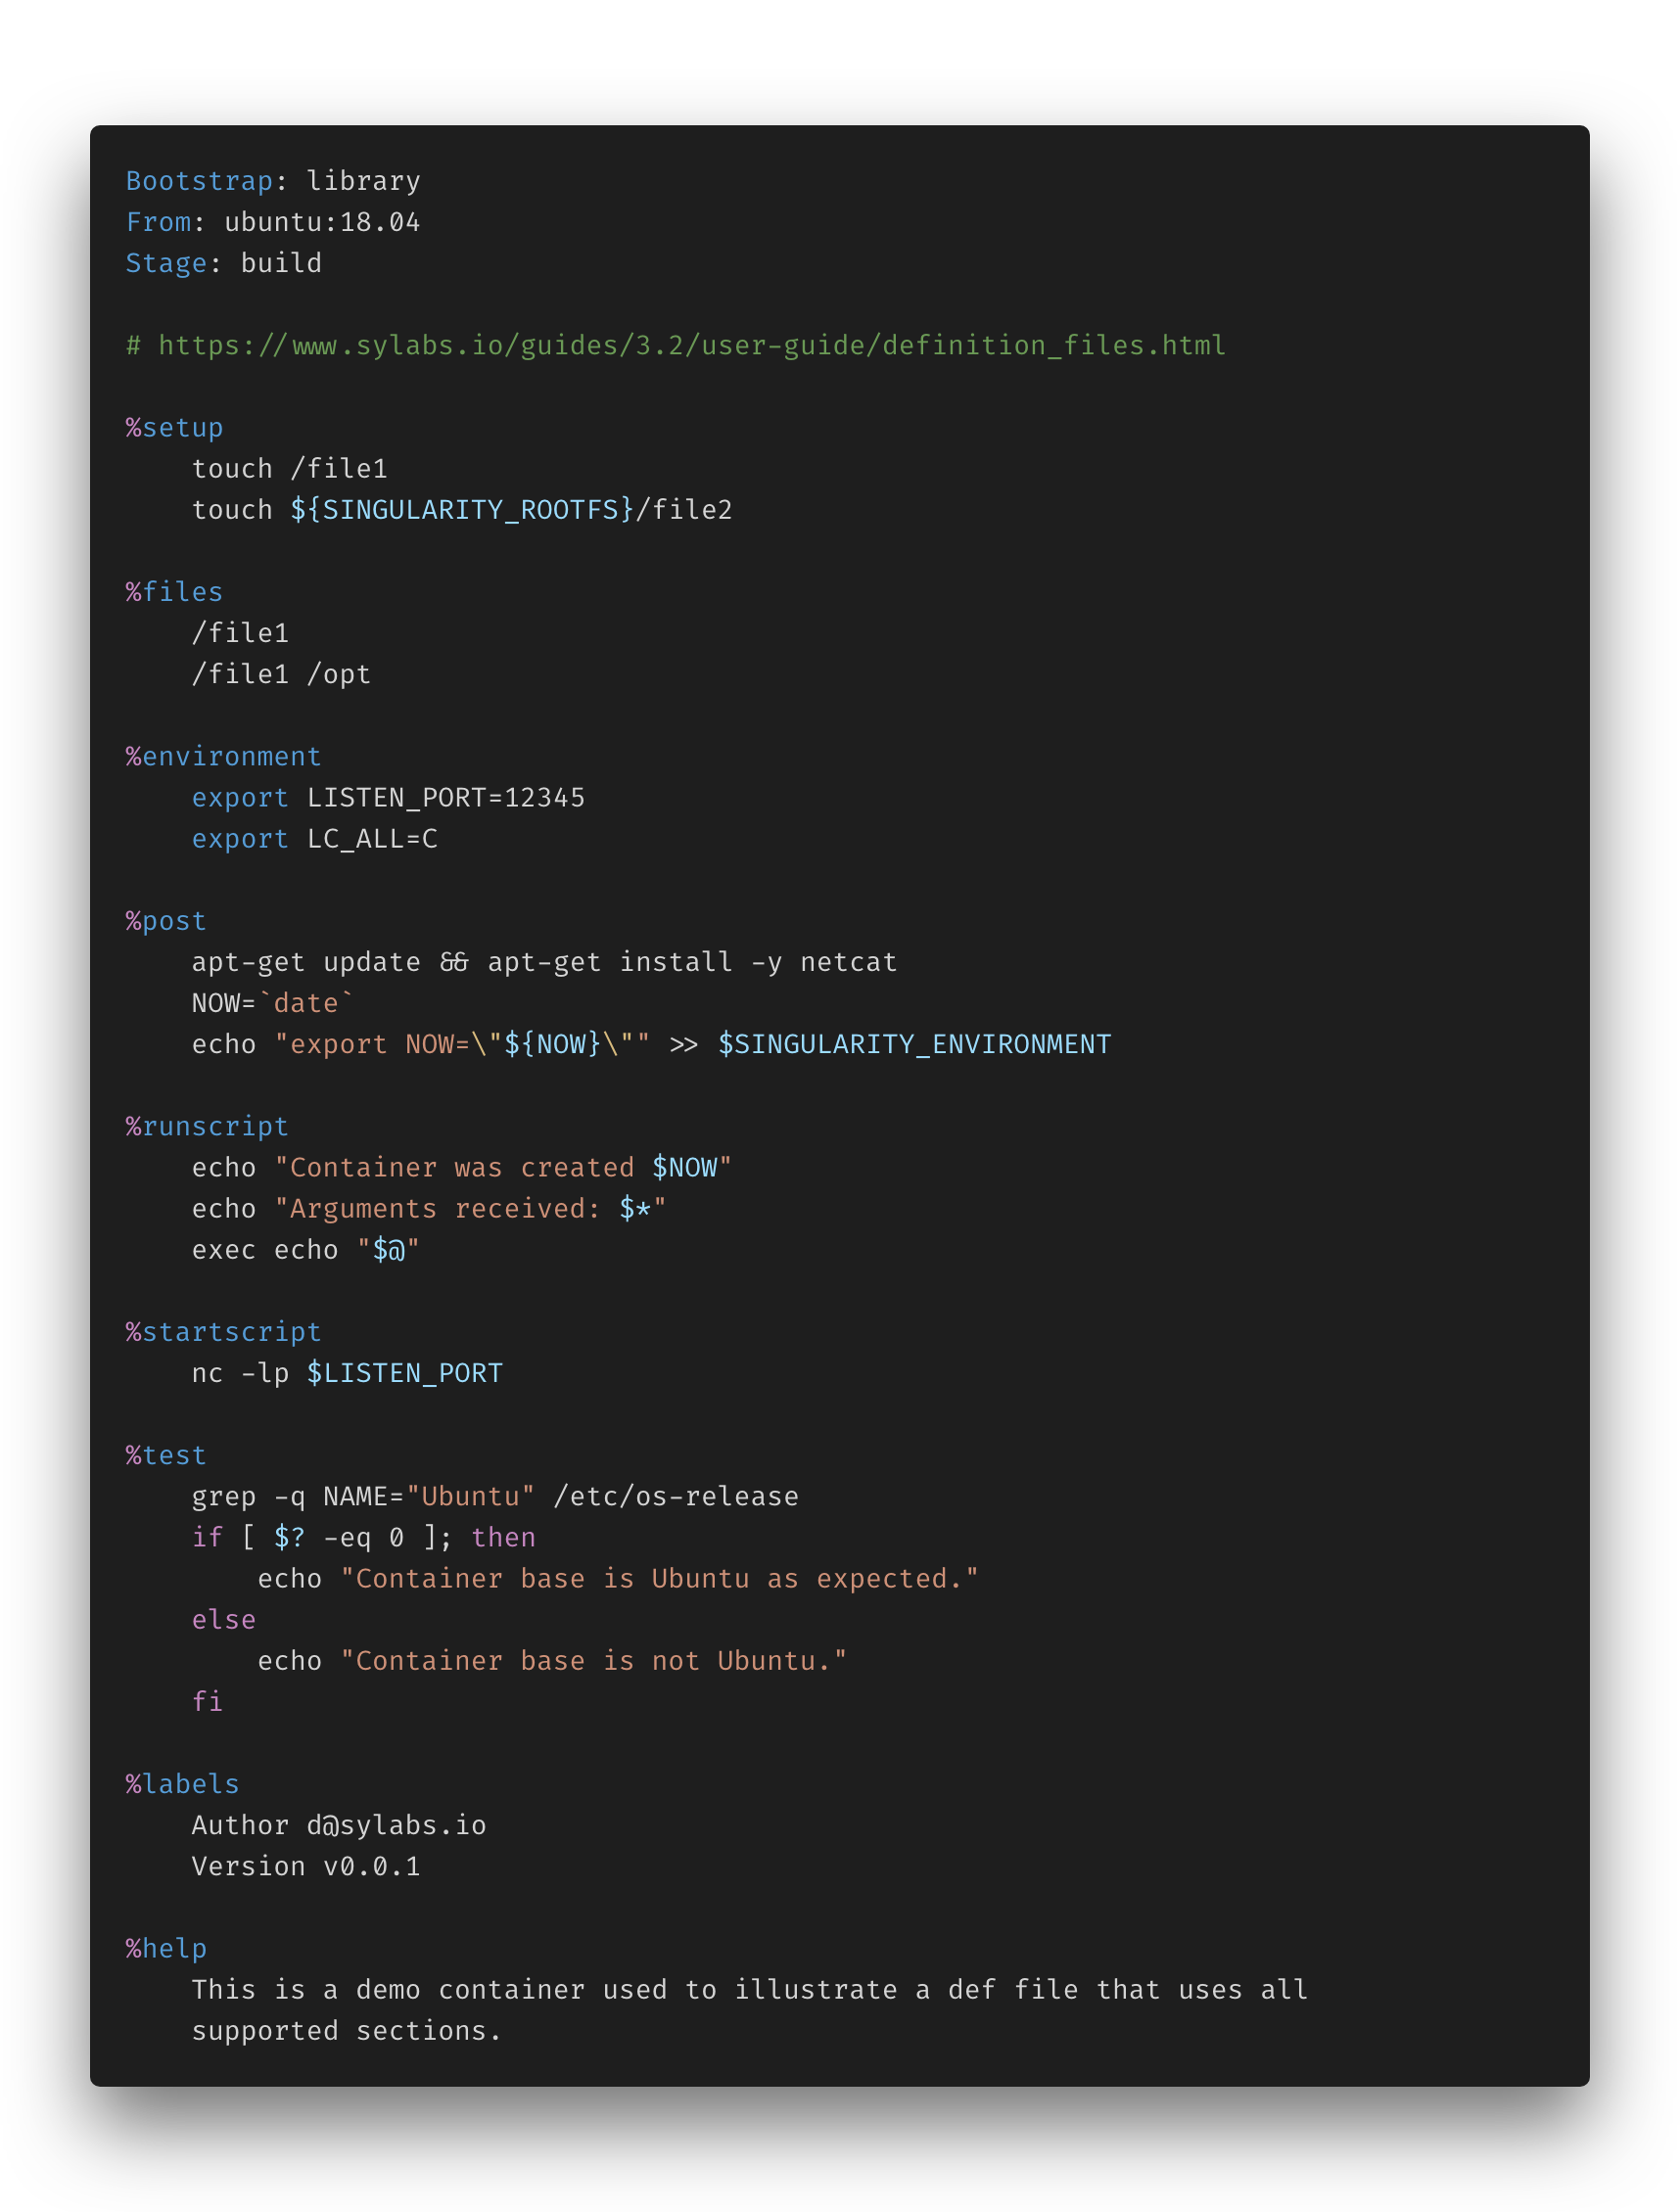 Bootstrap: library
From: ubuntu:18.04
Stage: build

# https://www.sylabs.io/guides/3.2/user-guide/definition_files.html

%setup
    touch /file1
    touch ${SINGULARITY_ROOTFS}/file2

%files
    /file1
    /file1 /opt

%environment
    export LISTEN_PORT=12345
    export LC_ALL=C

%post
    apt-get update && apt-get install -y netcat
    NOW=`date`
    echo "export NOW=\"${NOW}\"" >> $SINGULARITY_ENVIRONMENT

%runscript
    echo "Container was created $NOW"
    echo "Arguments received: $*"
    exec echo "$@"

%startscript
    nc -lp $LISTEN_PORT

%test
    grep -q NAME="Ubuntu" /etc/os-release
    if [ $? -eq 0 ]; then
        echo "Container base is Ubuntu as expected."
    else
        echo "Container base is not Ubuntu."
    fi

%labels
    Author d@sylabs.io
    Version v0.0.1

%help
    This is a demo container used to illustrate a def file that uses all
    supported sections.